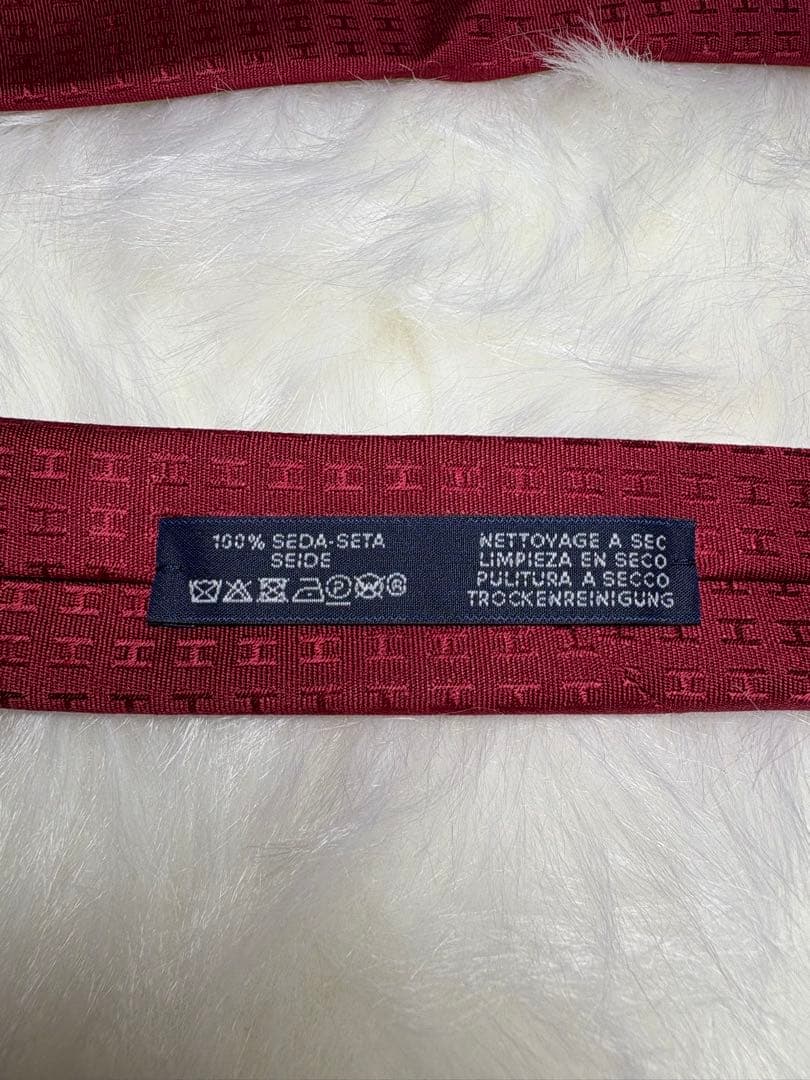 100% SEDA-SETA
SEIDE
NETTOYAGE A SEC
LIMPIEZA EN SECO
PULITURA A SECCO
TROCKENREINIGUNG